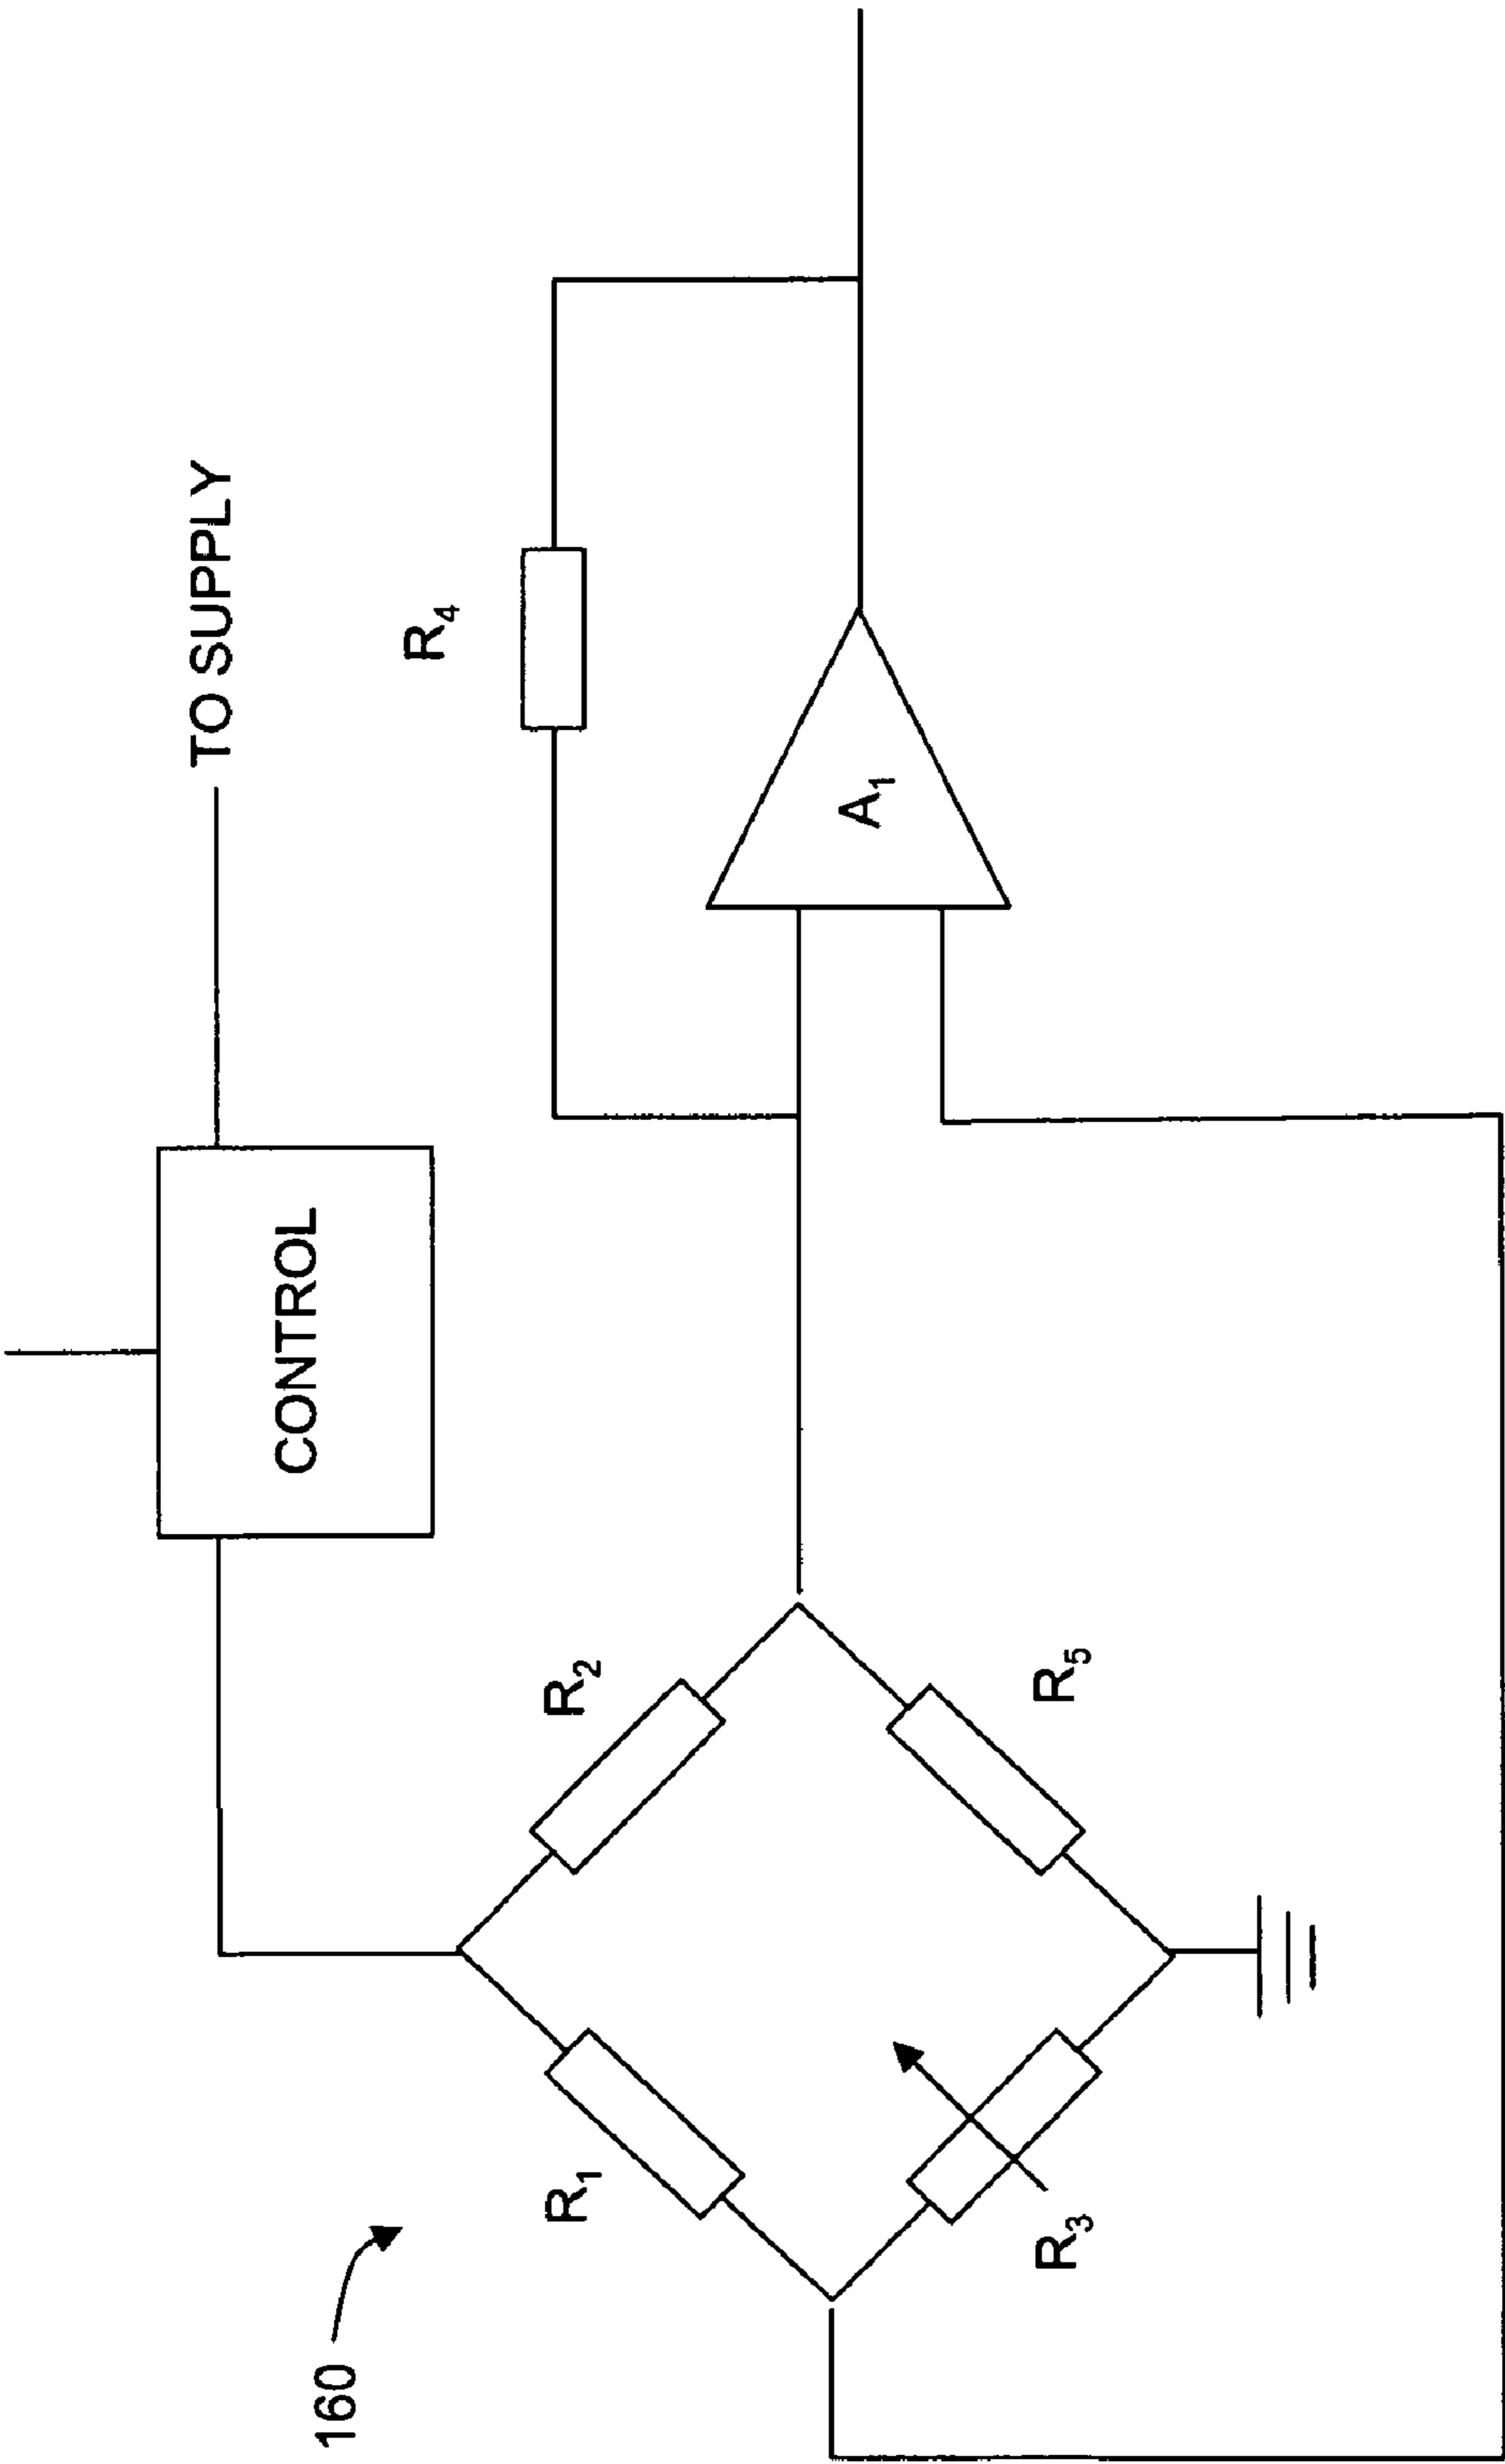 160
CONTROL
TO SUPPLY
R1
R2
R3
R5
R4
A1